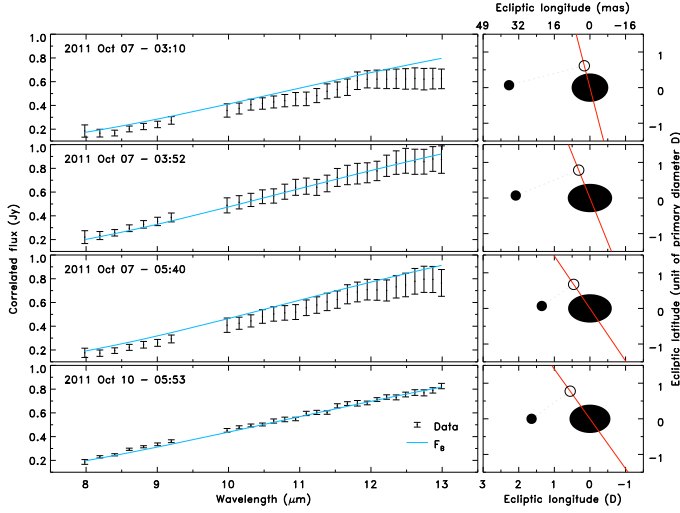 Ecliptic longitude (mas)
49 32 16 0 -16
2011 Oct 07 - 03:10
1.0
0.8
0.6
0.4
0.2
1
0
-1
2011 Oct 07 - 03:52
0.8
0.6
0.4
0.2
1
0
-1
2011 Oct 07 - 05:40
0.8
0.6
0.4
0.2
1
0
-1
2011 Oct 10 - 05:53
1.0
0.8
0.6
0.4
0.2
1
0
-1
Data
F8
Correlated flux (Jy)
Ecliptic latitude (unit of primary diameter D)
8 9 10 11 12 13
3 2 1 0 -1
Wavelength (μm)
Ecliptic longitude (D)